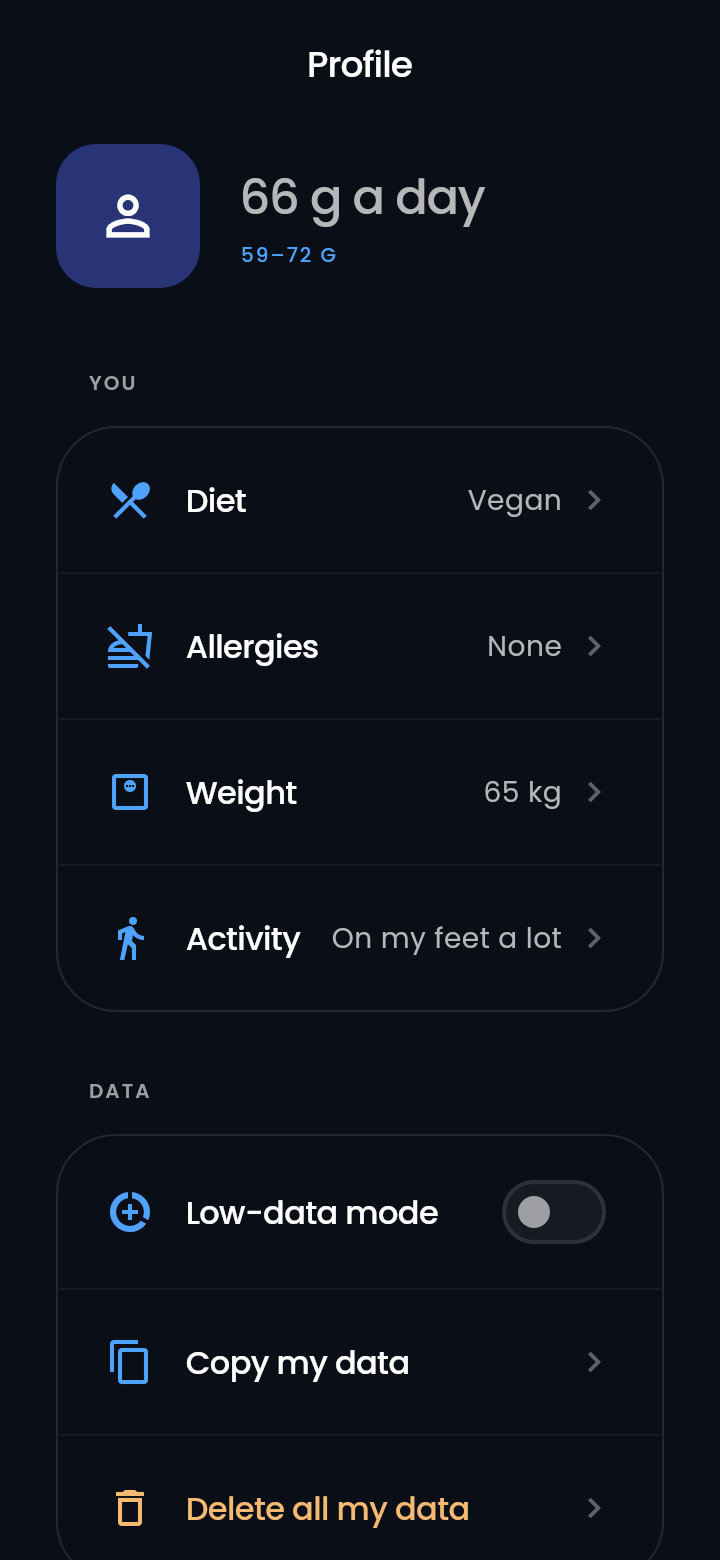 Profile
66 g a day
59–72 G
YOU
Diet
Vegan
Allergies
None
Weight
65 kg
Activity
On my feet a lot
DATA
Low-data mode
Copy my data
Delete all my data